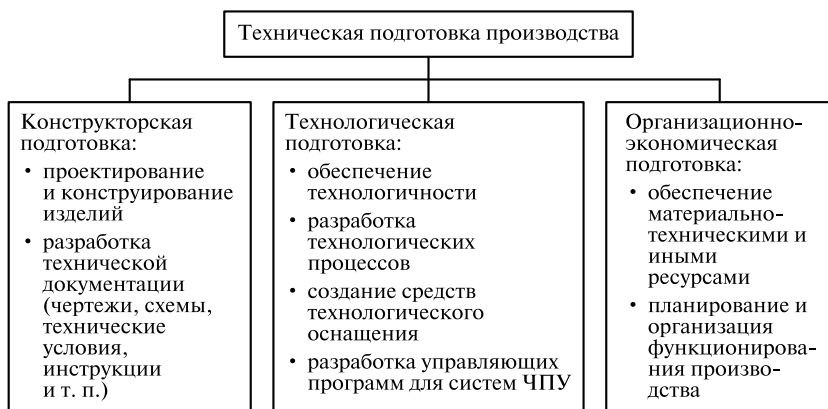 Техническая подготовка производства
Конструкторская
подготовка:
• проектирование
и конструирование
изделий
• разработка
технической
документации
(чертежи, схемы,
технические
условия,
инструкции
и т. п.)
Технологическая
подготовка:
• обеспечение
технологичности
• разработка
технологических
процессов
• создание средств
технологического
оснащения
• разработка управляющих
программ для систем ЧПУ
Организационно-
экономическая
подготовка:
• обеспечение
материально-
техническими и
иными
ресурсами
• планирование и
организация
функционирова-
ния произво-
дства